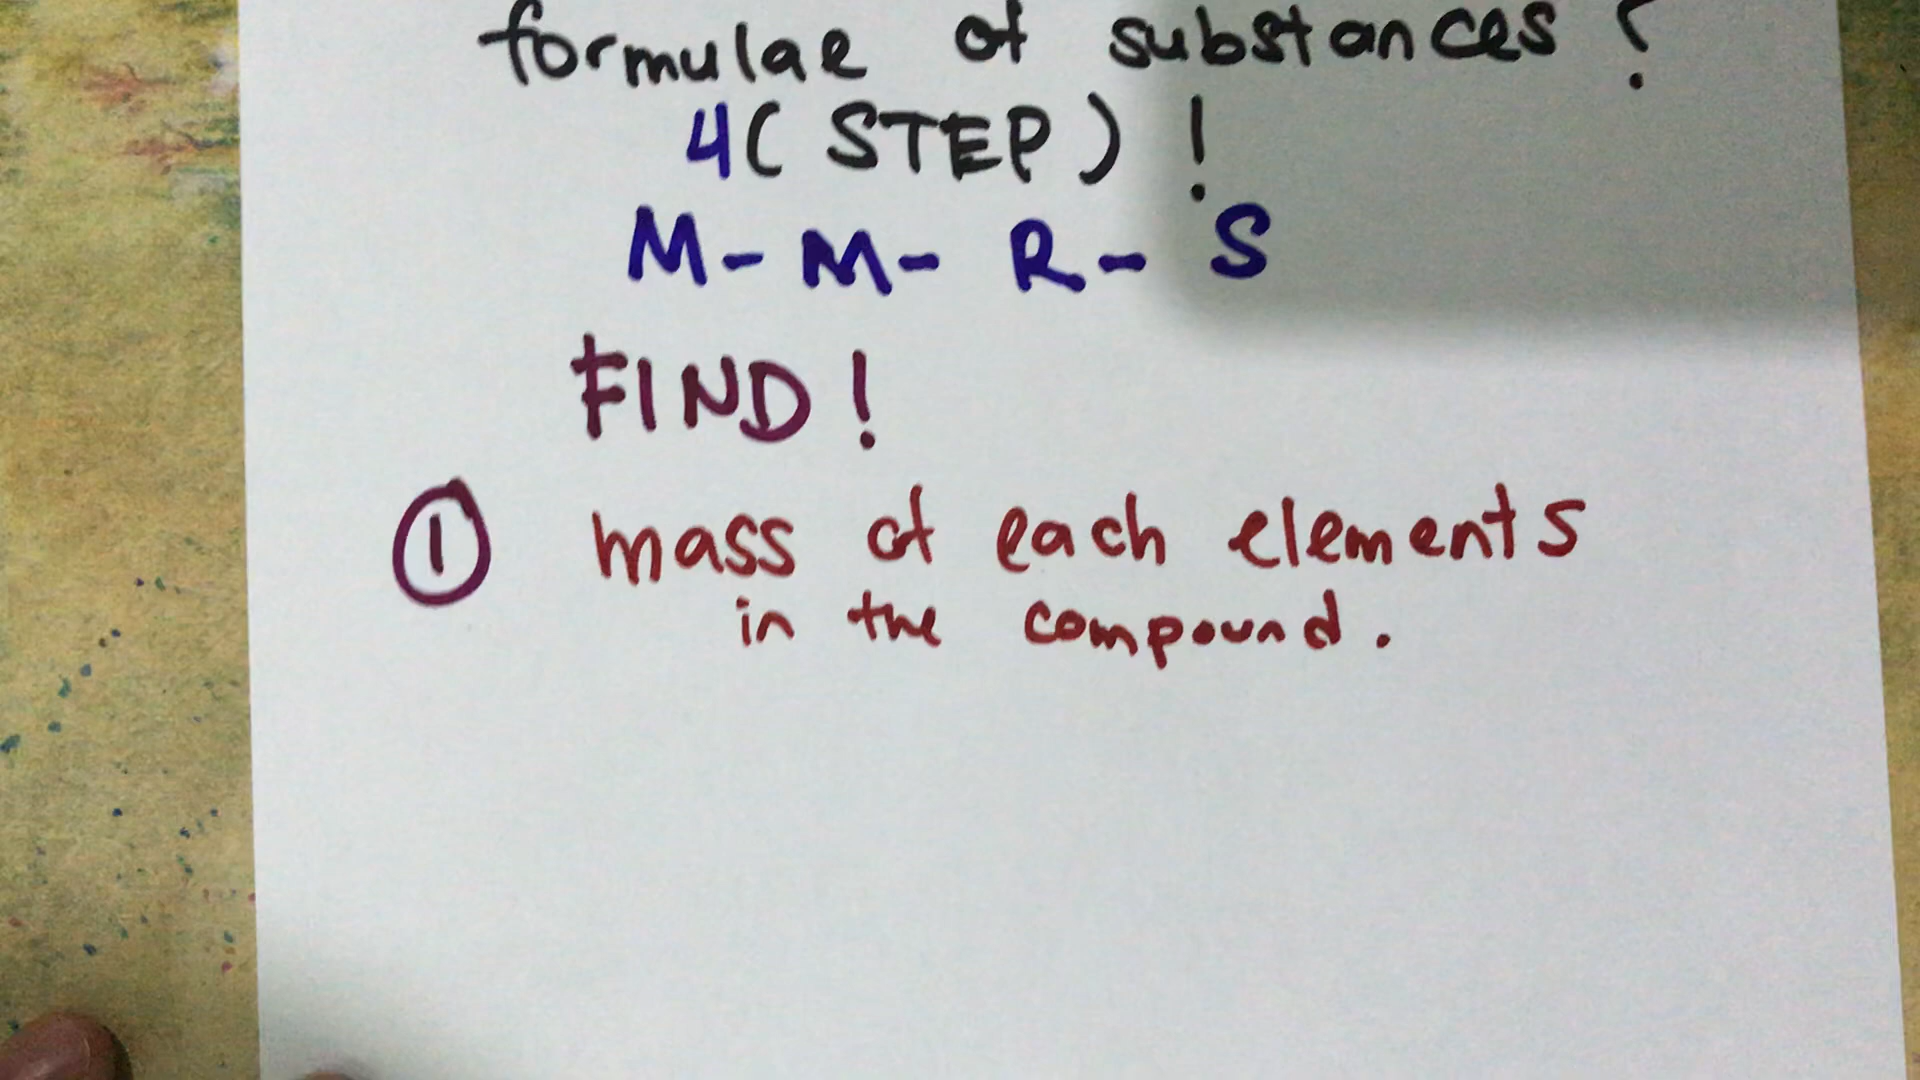 formulae of substances ?
4( STEP ) !
M - M - R - S
FIND !
1 mass of each elements
in the compound .